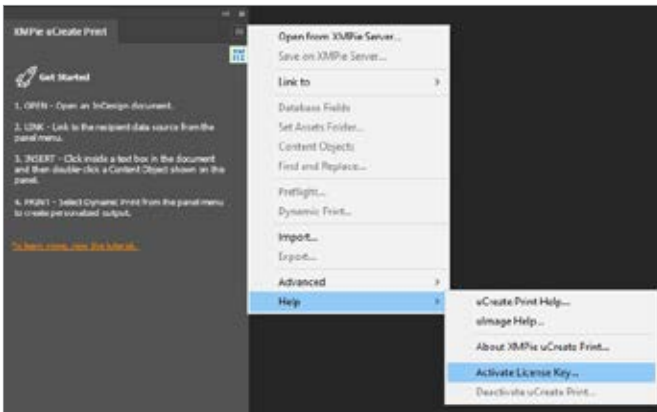 XMPie uCreate Print
Get Started
1. OPEN - Open an InDesign document.
2. LINK - Link to the recipient data source from the
panel menu.
3. INSERT - Click inside a text box in the document
and then double-click a Content Object shown on the
panel.
4. PRINT - Select Dynamic Print from the panel menu
to create personalized output.
To learn more, view the tutorial.
Open from XMPie Server...
Save on XMPie Server...
Link to
Database Fields
Set Assets Folder...
Content Objects
Find and Replace...
Preflight...
Dynamic Print...
Import...
Export...
Advanced
Help
uCreate Print Help...
uImage Help...
About XMPie uCreate Print...
Activate License Key...
Deactivate uCreate Print...